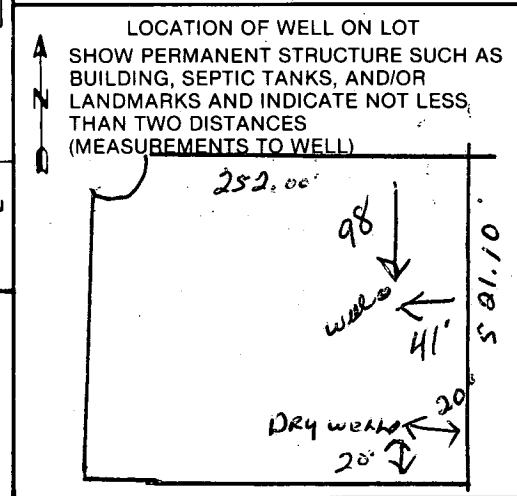 LOCATION OF WELL ON LOT
SHOW PERMANENT STRUCTURE SUCH AS
BUILDING, SEPTIC TANKS, AND/OR
LANDMARKS AND INDICATE NOT LESS
THAN TWO DISTANCES
(MEASUREMENTS TO WELL)
N
252.00'
98
well
41'
521.10'
DRy well
20'
20'